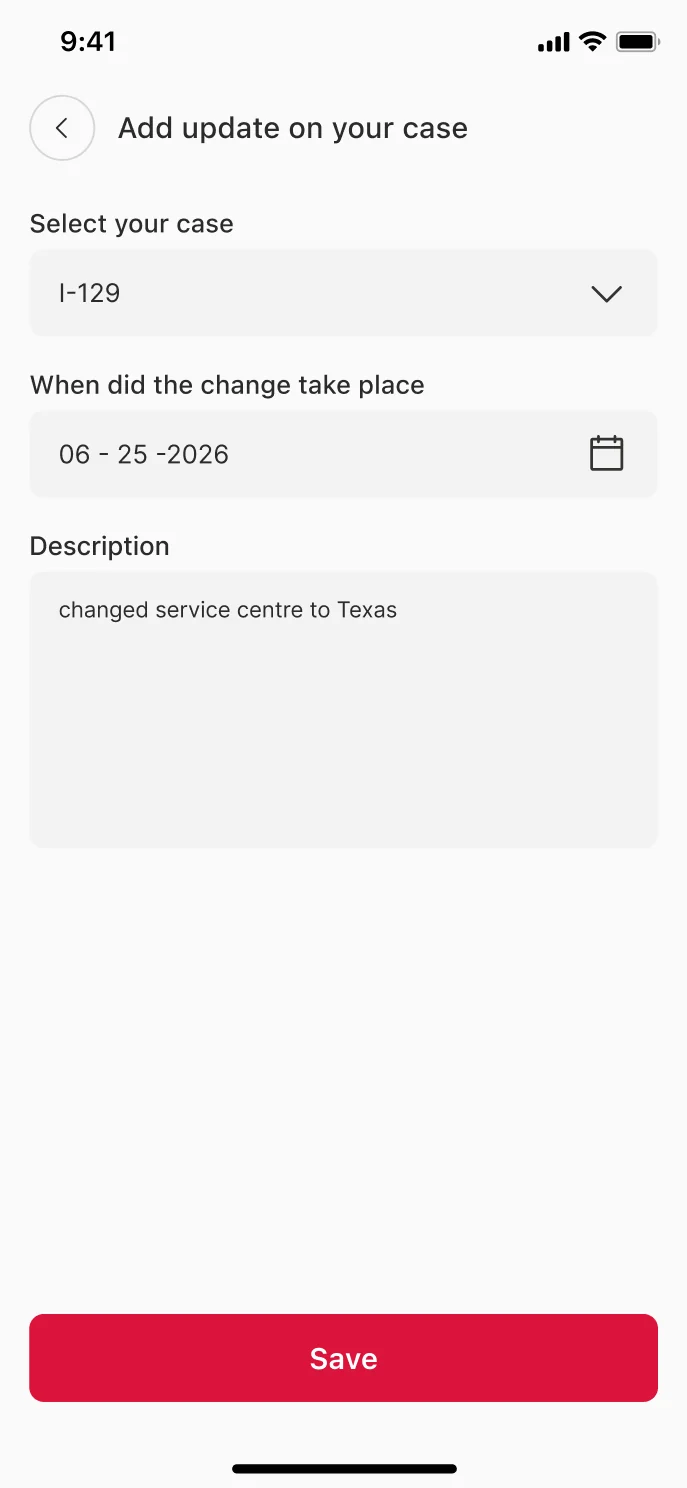 9:41
Add update on your case
Select your case
I-129
When did the change take place
06 - 25 -2026
Description
changed service centre to Texas
Save